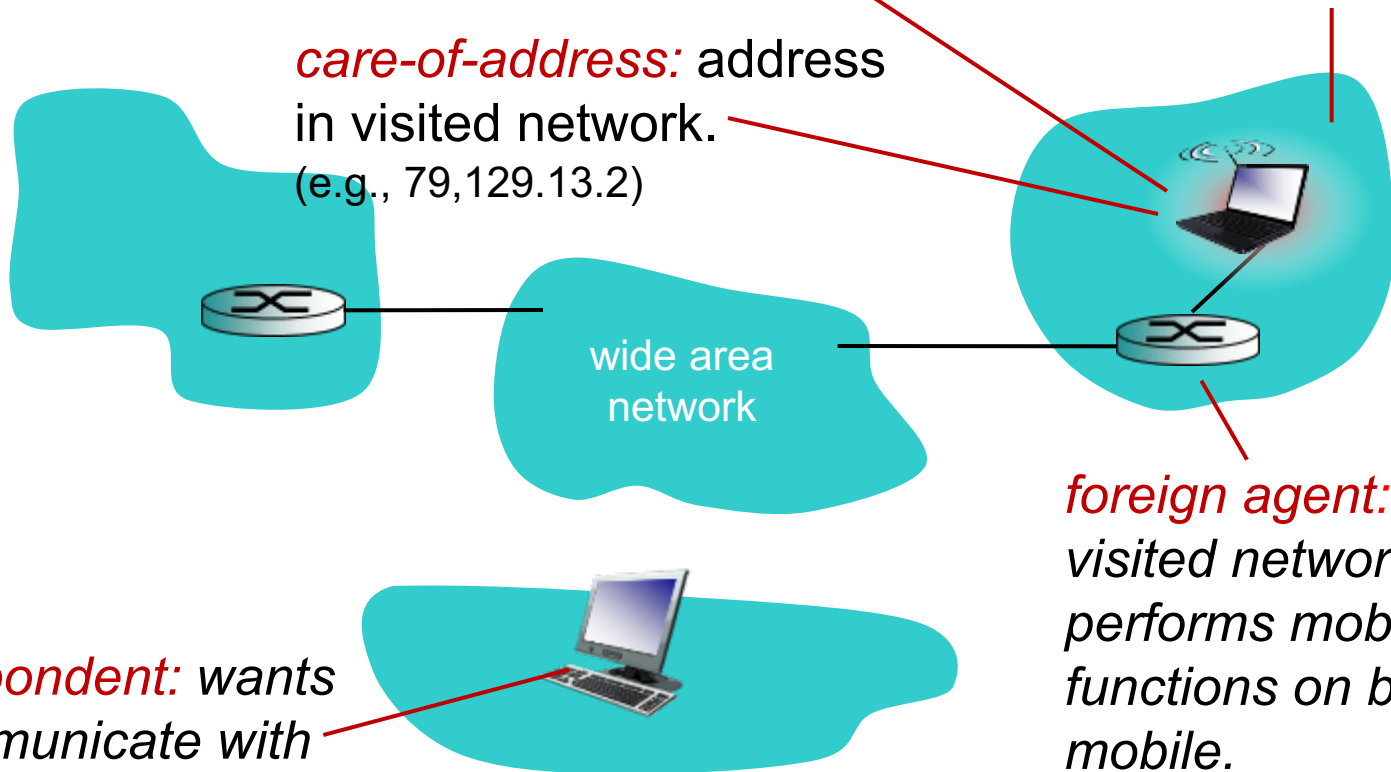 care-of-address: address
in visited network.
(e.g., 79,129.13.2)
wide area
network
foreign agent:
visited networ
performs mob
functions on b
mobile.
pondent: wants
municate with